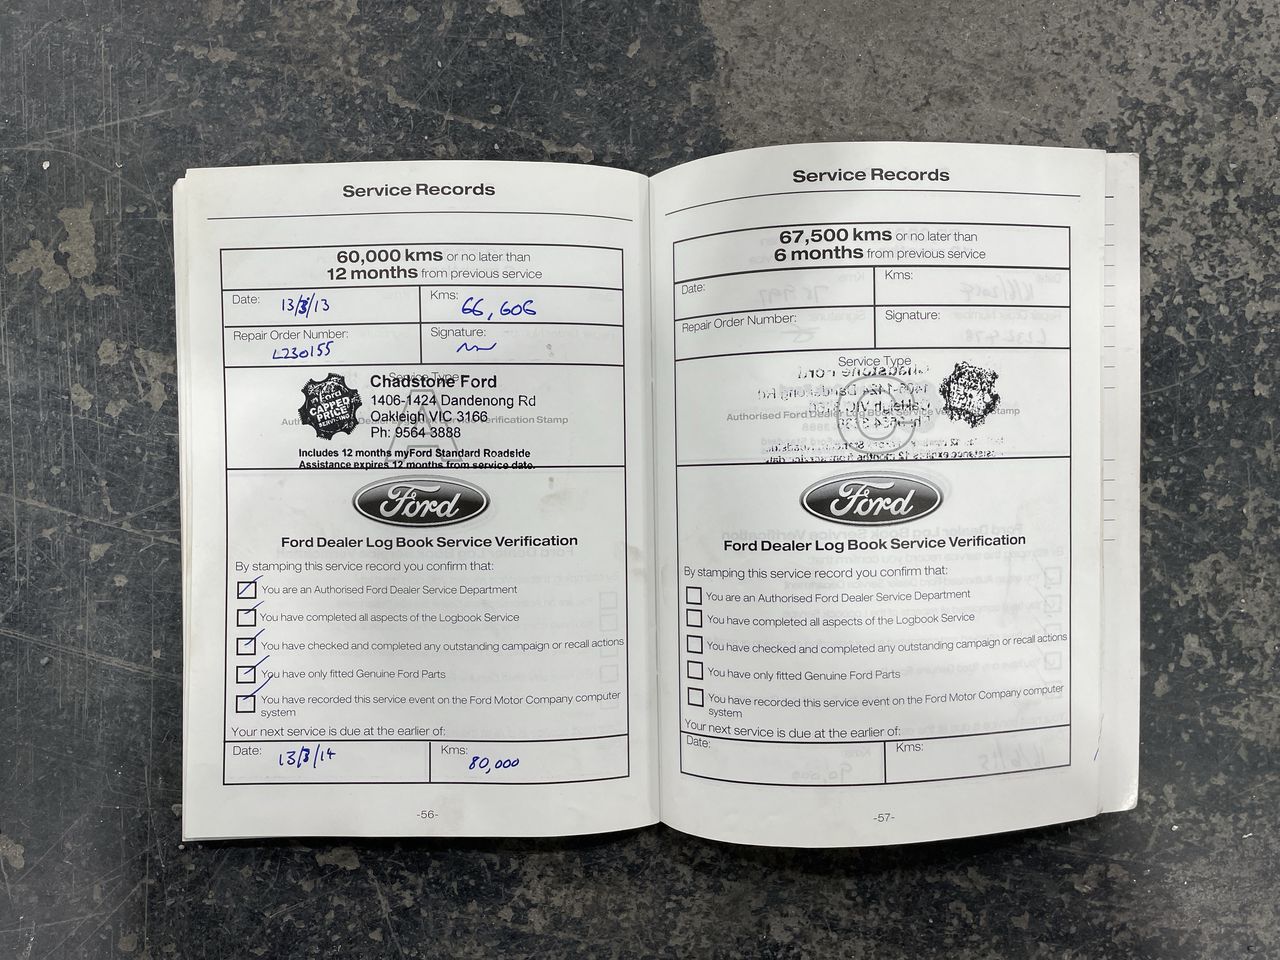 Service Records
60,000 kms or no later than
12 months from previous service
Date: 13/3/13
Kms: 66,606
Repair Order Number: L230155
Signature:
Service Type
Ford
CAPPED
PRICE
SERVICING
Chadstone Ford
1406-1424 Dandenong Rd
Oakleigh VIC 3166
Ph: 9564 3888
A
Includes 12 months myFord Standard Roadside
Assistance expires 12 months from service date.
Ford
Ford Dealer Log Book Service Verification
By stamping this service record you confirm that:
You are an Authorised Ford Dealer Service Department
You have completed all aspects of the Logbook Service
You have checked and completed any outstanding campaign or recall actions
You have only fitted Genuine Ford Parts
You have recorded this service event on the Ford Motor Company computer
system
Your next service is due at the earlier of:
Date: 13/3/14
Kms: 80,000
-56-
Service Records
67,500 kms or no later than
6 months from previous service
Date:
Kms:
Repair Order Number:
Signature:
Service Type
Authorised Ford Dealer Log Book Service Verification Stamp
C
Ford
Ford Dealer Log Book Service Verification
By stamping this service record you confirm that:
You are an Authorised Ford Dealer Service Department
You have completed all aspects of the Logbook Service
You have checked and completed any outstanding campaign or recall actions
You have only fitted Genuine Ford Parts
You have recorded this service event on the Ford Motor Company computer
system
Your next service is due at the earlier of:
Date:
Kms:
-57-